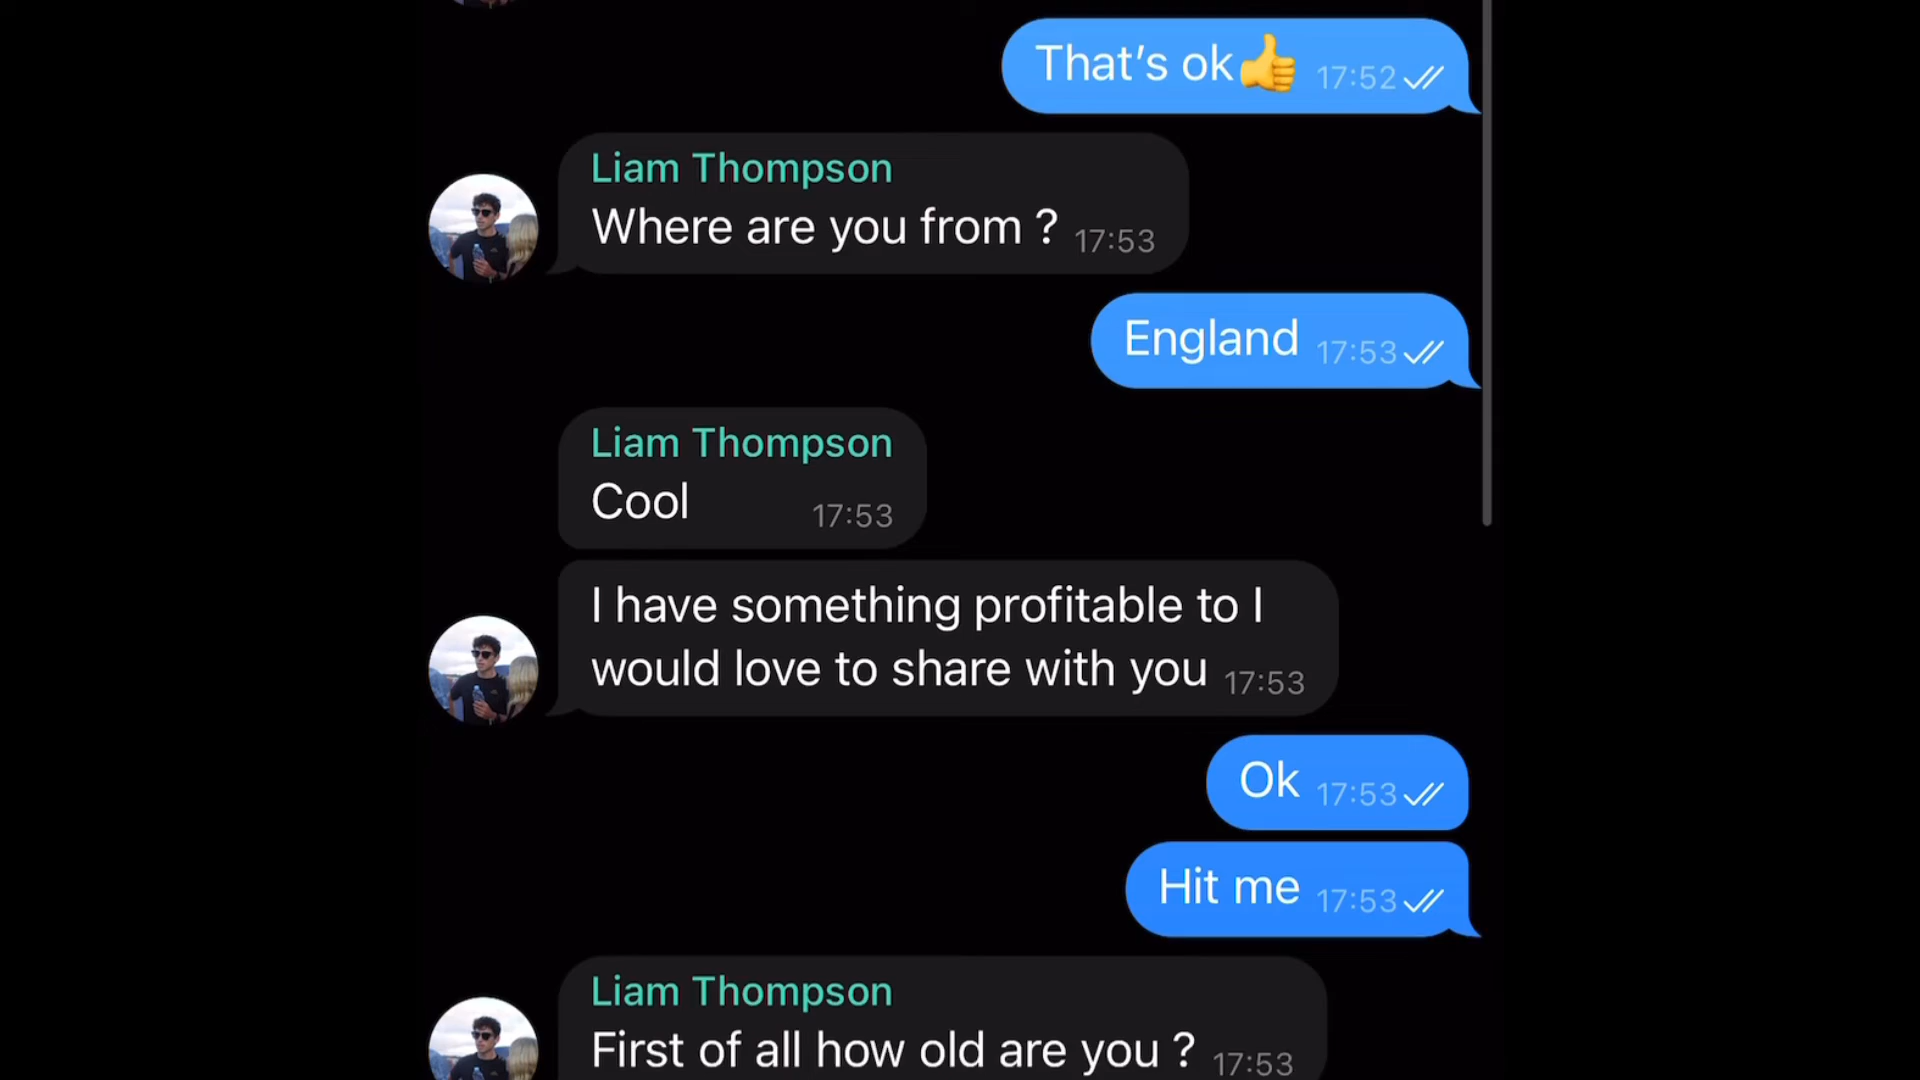 That’s ok👍 17:52
Liam Thompson
Where are you from ? 17:53
England 17:53
Liam Thompson
Cool 17:53
I have something profitable to I
would love to share with you 17:53
Ok 17:53
Hit me 17:53
Liam Thompson
First of all how old are you ? 17:53